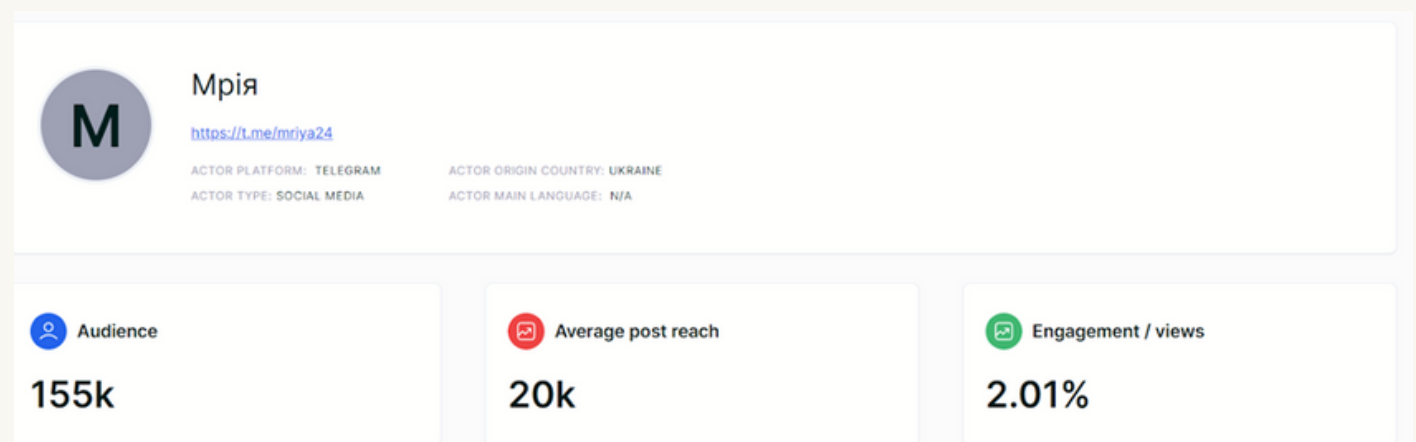 M
Мрія
https://t.me/mriya24
ACTOR PLATFORM: TELEGRAM
ACTOR ORIGIN COUNTRY: UKRAINE
ACTOR TYPE: SOCIAL MEDIA
ACTOR MAIN LANGUAGE: N/A
Audience
155k
Average post reach
20k
Engagement / views
2.01%